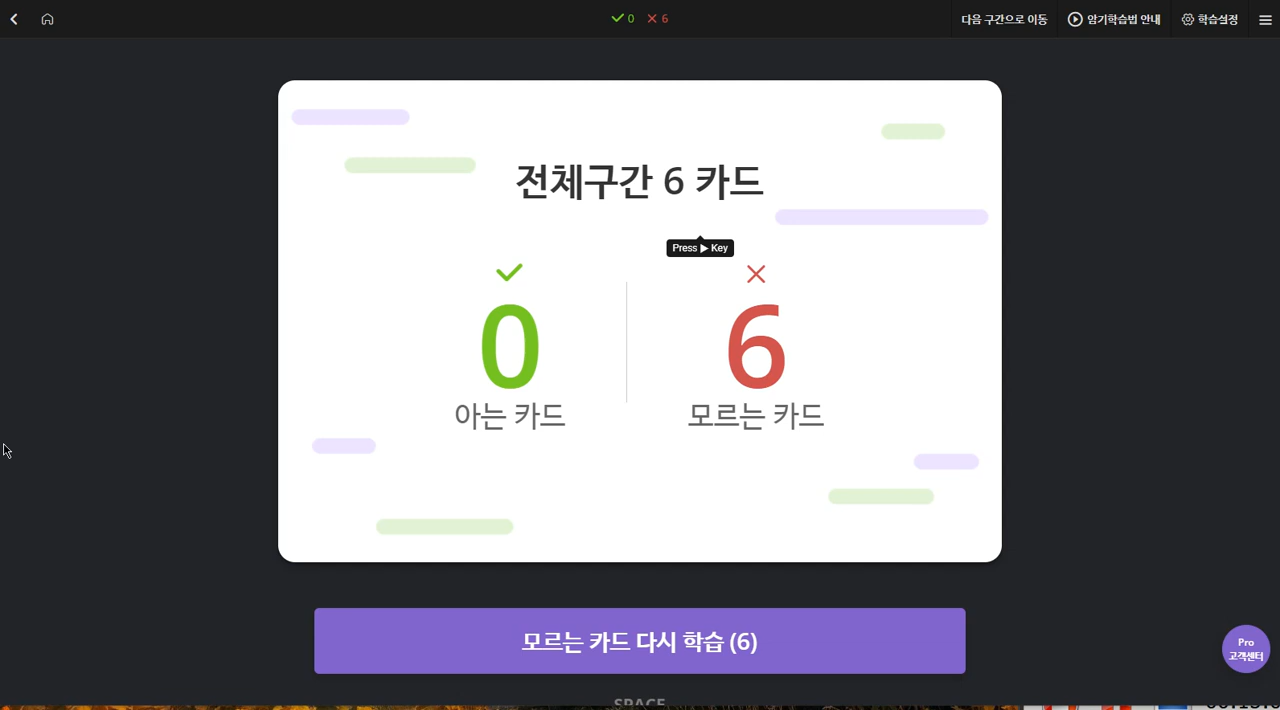 0 6 다음 구간으로 이동 암기학습법 안내 학습설정
전체구간 6 카드
Press ▶ Key
0 6
아는 카드 모르는 카드
모르는 카드 다시 학습 (6)
Pro
고객센터
SPACE